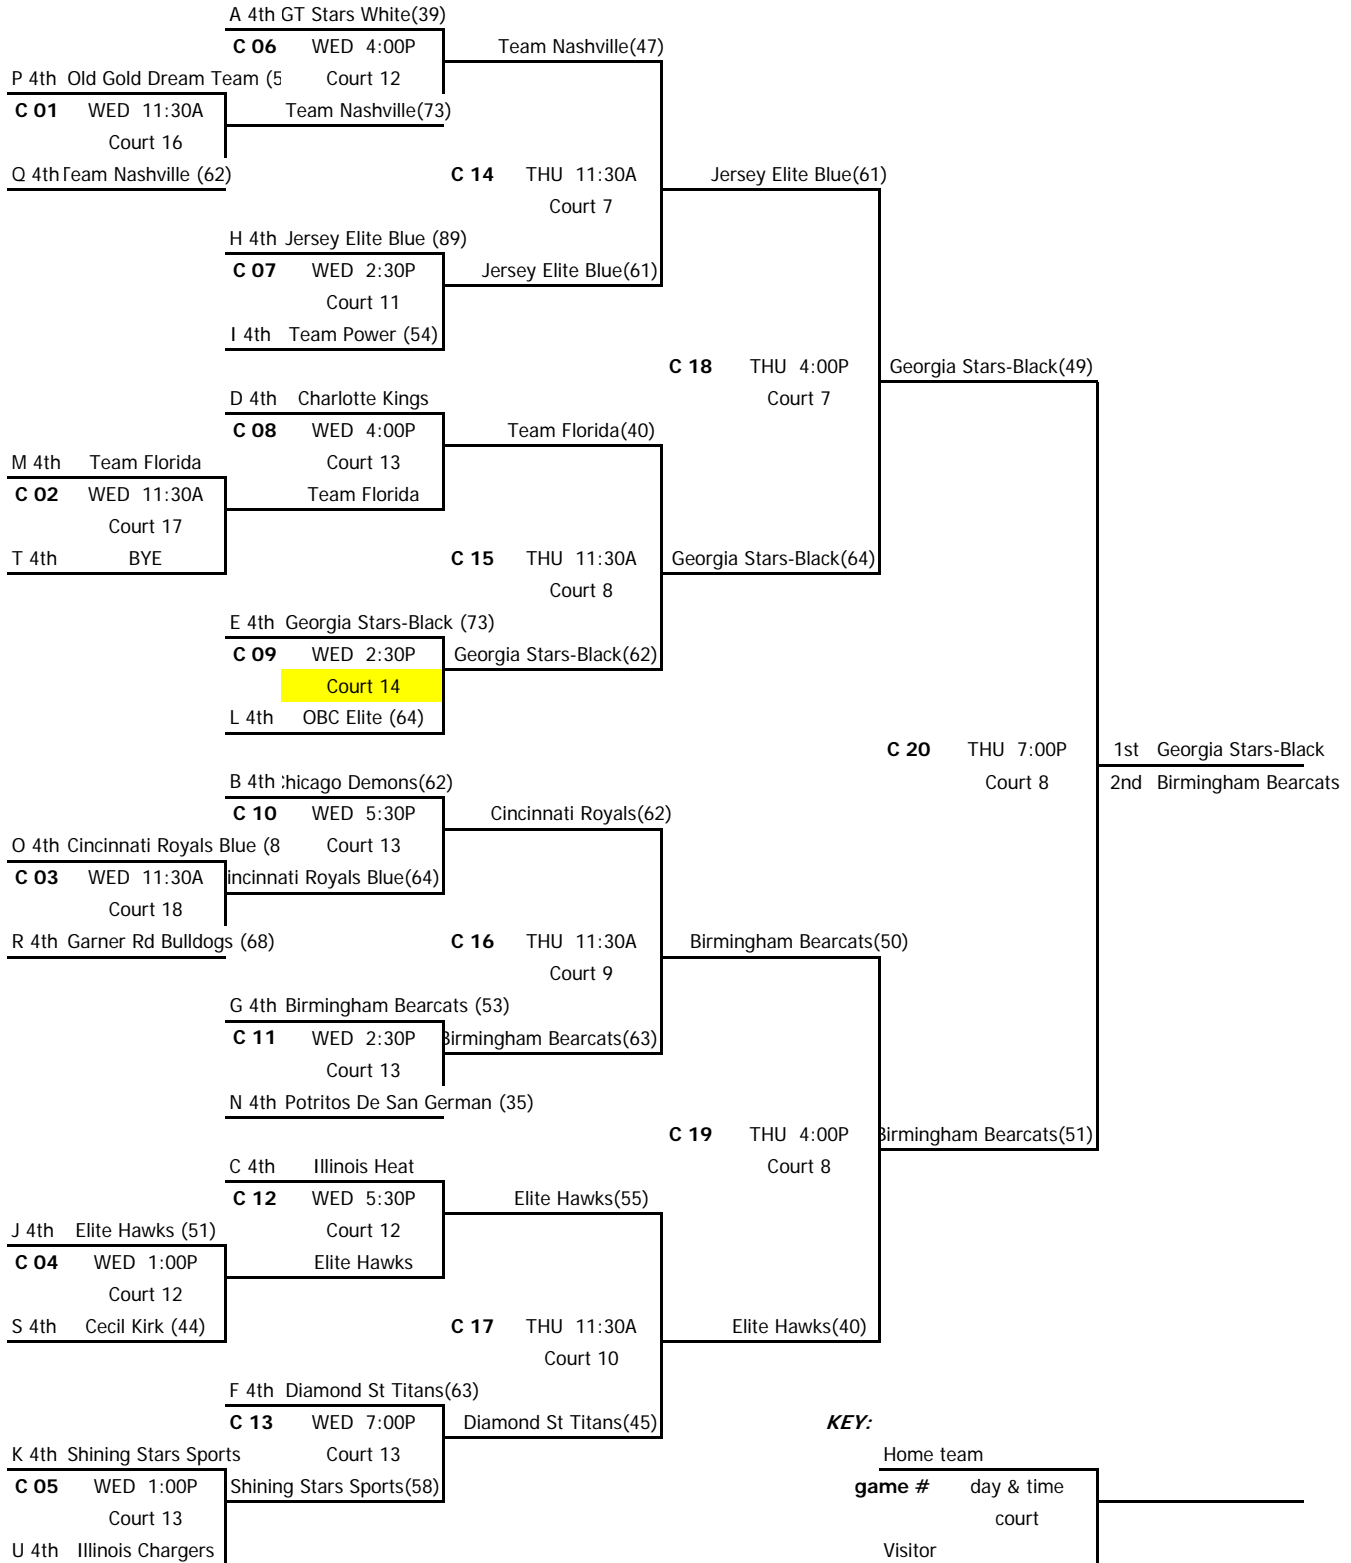 A 4th GT Stars White(39)
C 06 WED 4:00P Team Nashville(47)
P 4th Old Gold Dream Team (5 Court 12
C 01 WED 11:30A Team Nashville(73)
Court 16
Q 4th Team Nashville (62) C 14 THU 11:30A Jersey Elite Blue(61)
Court 7
H 4th Jersey Elite Blue (89)
C 07 WED 2:30P Jersey Elite Blue(61)
Court 11
I 4th Team Power (54)
C 18 THU 4:00P Georgia Stars-Black(49)
D 4th Charlotte Kings Court 7
C 08 WED 4:00P Team Florida(40)
M 4th Team Florida Court 13
C 02 WED 11:30A Team Florida
Court 17
T 4th BYE C 15 THU 11:30A Georgia Stars-Black(64)
Court 8
E 4th Georgia Stars-Black (73)
C 09 WED 2:30P Georgia Stars-Black(62)
Court 14
L 4th OBC Elite (64)
C 20 THU 7:00P 1st Georgia Stars-Black
B 4th hicago Demons(62) Court 8 2nd Birmingham Bearcats
C 10 WED 5:30P Cincinnati Royals(62)
O 4th Cincinnati Royals Blue (8 Court 13
C 03 WED 11:30A incinnati Royals Blue(64)
Court 18
R 4th Garner Rd Bulldogs (68) C 16 THU 11:30A Birmingham Bearcats(50)
Court 9
G 4th Birmingham Bearcats (53)
C 11 WED 2:30P Birmingham Bearcats(63)
Court 13
N 4th Potritos De San German (35)
C 19 THU 4:00P Birmingham Bearcats(51)
C 4th Illinois Heat Court 8
C 12 WED 5:30P Elite Hawks(55)
J 4th Elite Hawks (51) Court 12
C 04 WED 1:00P Elite Hawks
Court 12
S 4th Cecil Kirk (44) C 17 THU 11:30A Elite Hawks(40)
Court 10
F 4th Diamond St Titans(63)
C 13 WED 7:00P Diamond St Titans(45) KEY:
K 4th Shining Stars Sports Court 13 Home team
C 05 WED 1:00P Shining Stars Sports(58) game # day & time
Court 13 court
U 4th Illinois Chargers Visitor